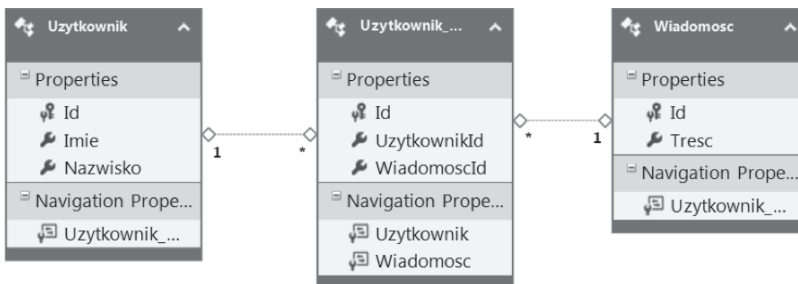 Uzytkownik
Properties
Id
Imie
Nazwisko
Navigation Prope...
Uzytkownik_...
1
*
Uzytkownik_...
Properties
Id
UzytkownikId
WiadomoscId
Navigation Prope...
Uzytkownik
Wiadomosc
*
1
Wiadomosc
Properties
Id
Tresc
Navigation Prope...
Uzytkownik_...